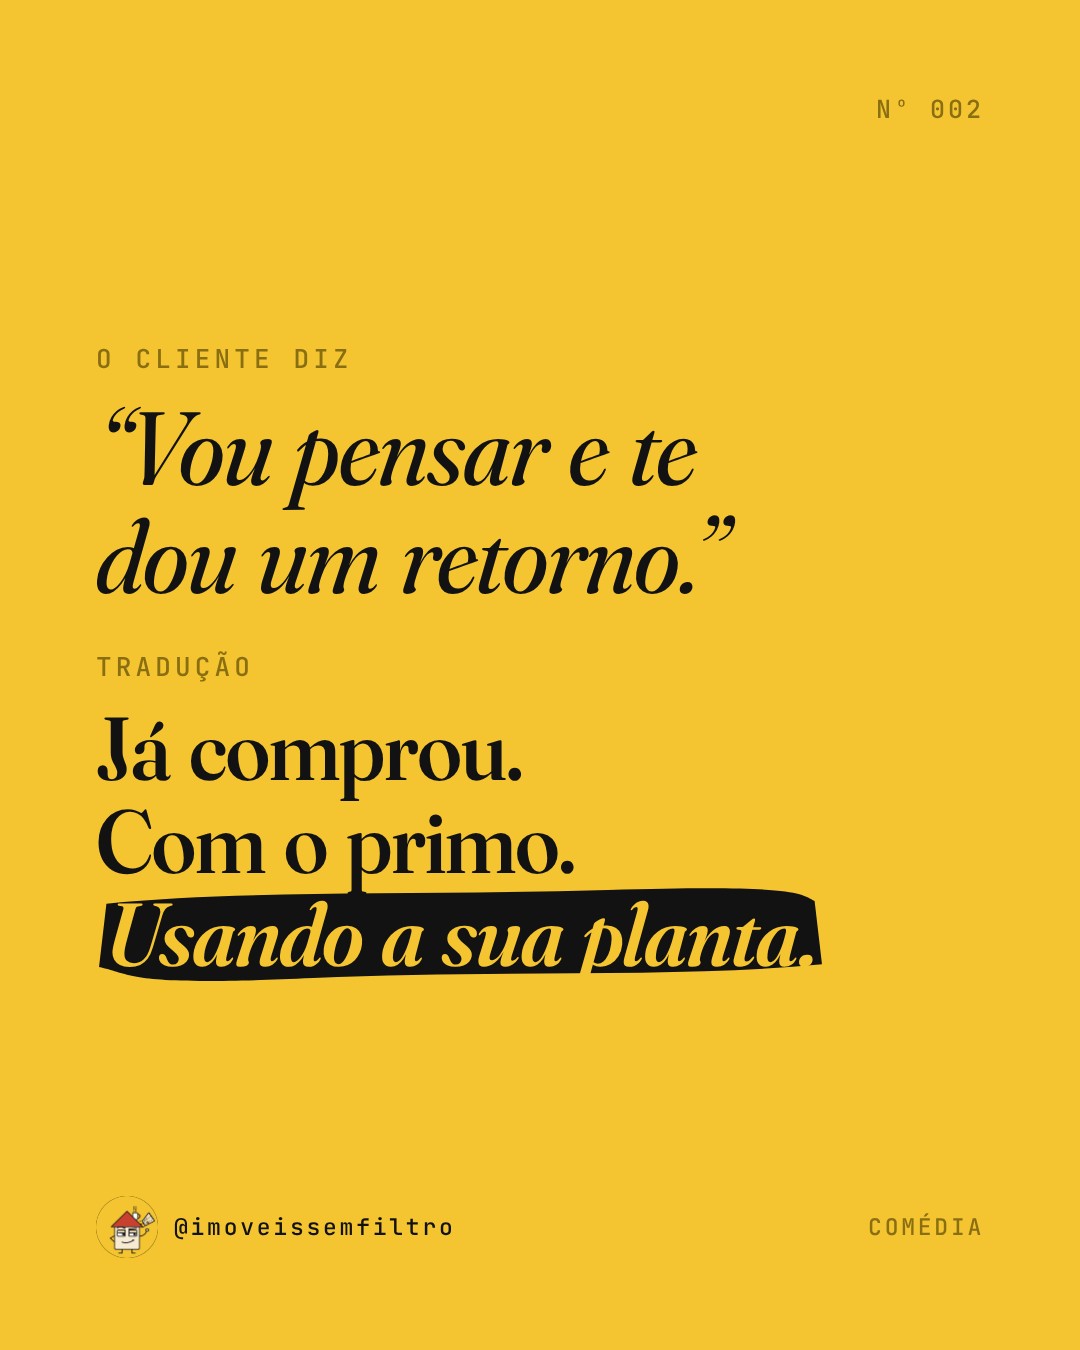 Nº 002
O CLIENTE DIZ
“Vou pensar e te
dou um retorno.”
TRADUÇÃO
Já comprou.
Com o primo.
Usando a sua planta.
@imoveissemfiltro
COMÉDIA